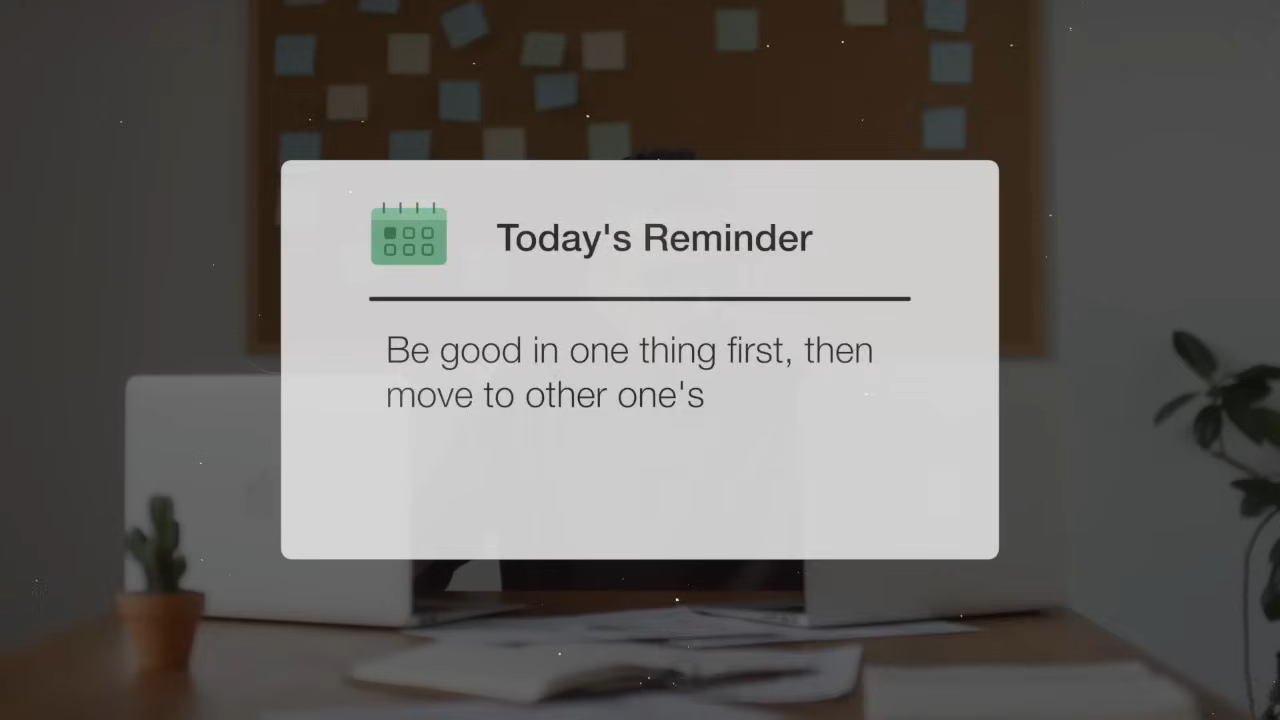 Today's Reminder
Be good in one thing first, then
move to other one's